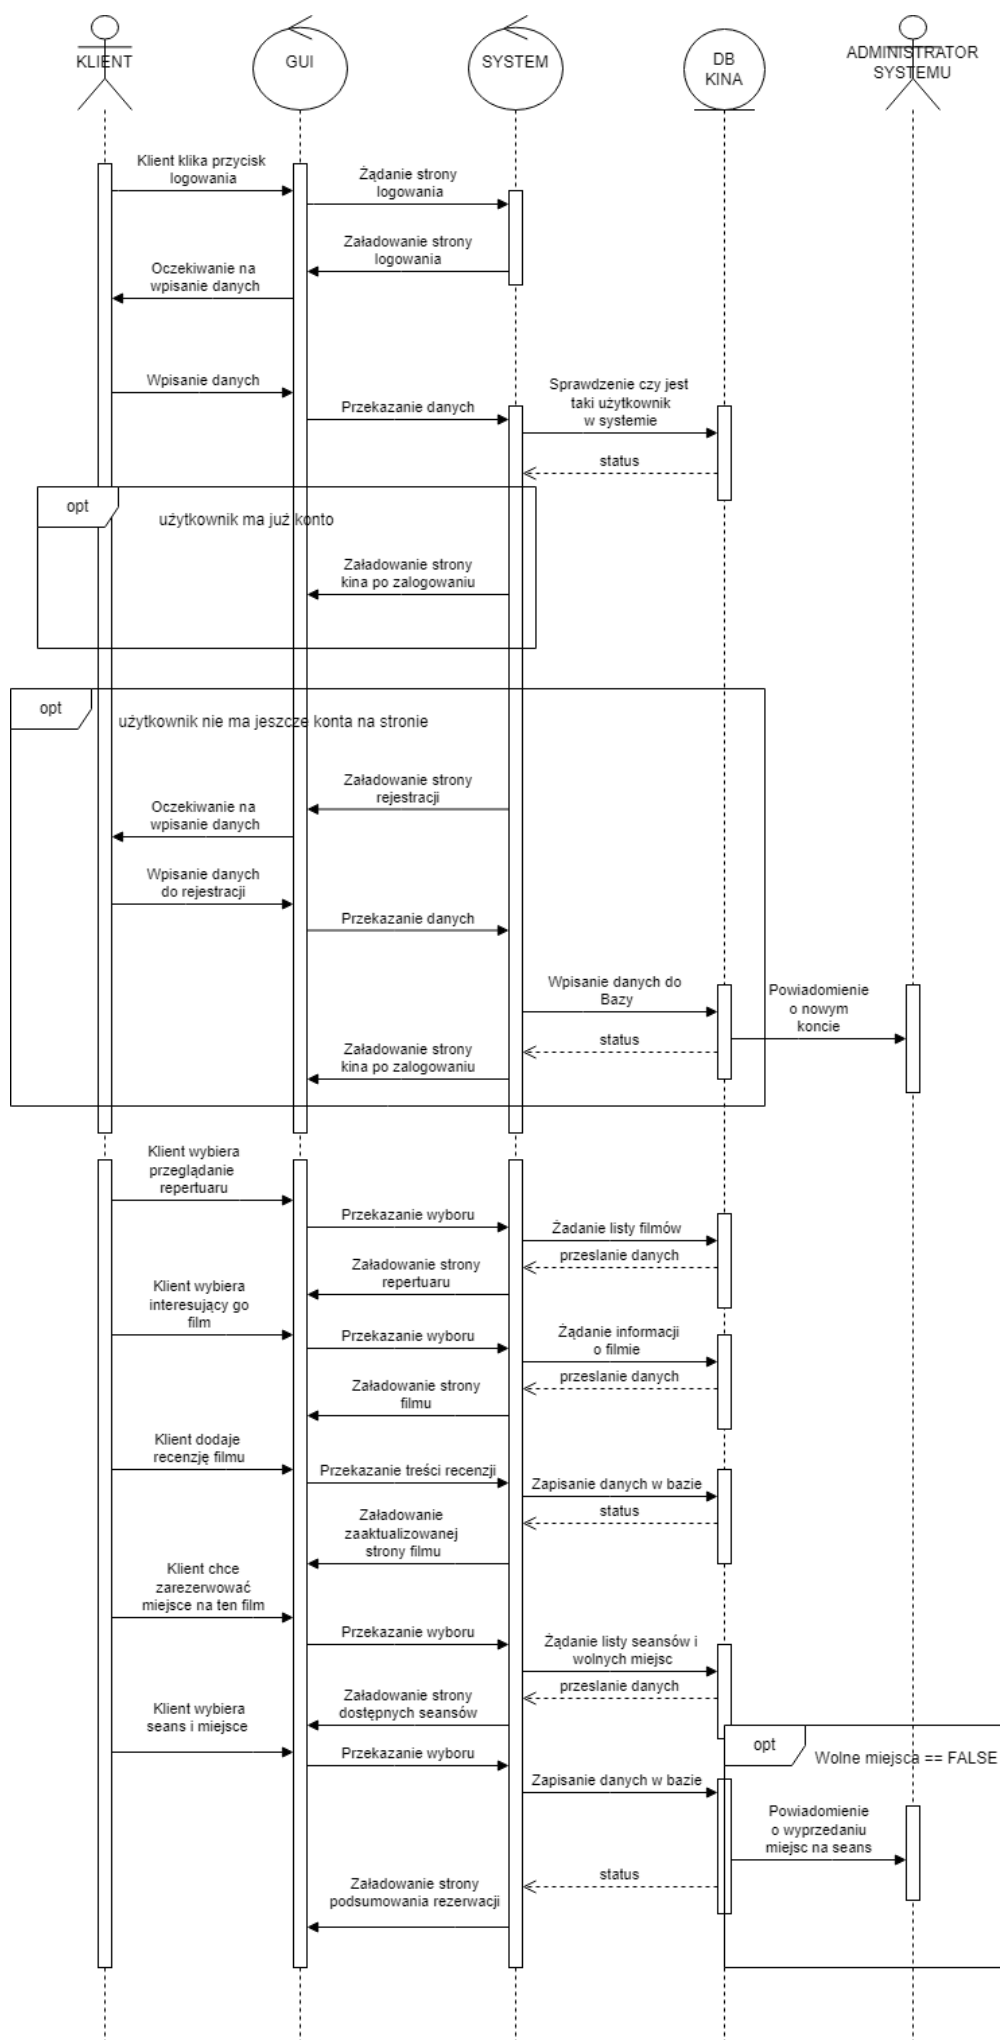 KLIENT
GUI
SYSTEM
DB
KINA
ADMINISTRATOR
SYSTEMU
Klient klika przycisk
logowania
Żądanie strony
logowania
Załadowanie strony
logowania
Oczekiwanie na
wpisanie danych
Wpisanie danych
Przekazanie danych
Sprawdzenie czy jest
taki użytkownik
w systemie
status
opt
użytkownik ma już konto
Załadowanie strony
kina po zalogowaniu
opt
użytkownik nie ma jeszcze konta na stronie
Załadowanie strony
rejestracji
Oczekiwanie na
wpisanie danych
Wpisanie danych
do rejestracji
Przekazanie danych
Wpisanie danych do
Bazy
Powiadomienie
o nowym
koncie
status
Załadowanie strony
kina po zalogowaniu
Klient wybiera
przeglądanie
repertuaru
Przekazanie wyboru
Żadanie listy filmów
przeslanie danych
Załadowanie strony
repertuaru
Klient wybiera
interesujący go
film
Przekazanie wyboru
Żądanie informacji
o filmie
przeslanie danych
Załadowanie strony
filmu
Klient dodaje
recenzję filmu
Przekazanie treści recenzji
Zapisanie danych w bazie
status
Załadowanie
zaaktualizowanej
strony filmu
Klient chce
zarezerwować
miejsce na ten film
Przekazanie wyboru
Żądanie listy seansów i
wolnych miejsc
przeslanie danych
Załadowanie strony
dostępnych seansów
Klient wybiera
seans i miejsce
Przekazanie wyboru
opt
Wolne miejsca == FALSE
Zapisanie danych w bazie
Powiadomienie
o wyprzedaniu
miejsc na seans
status
Załadowanie strony
podsumowania rezerwacji